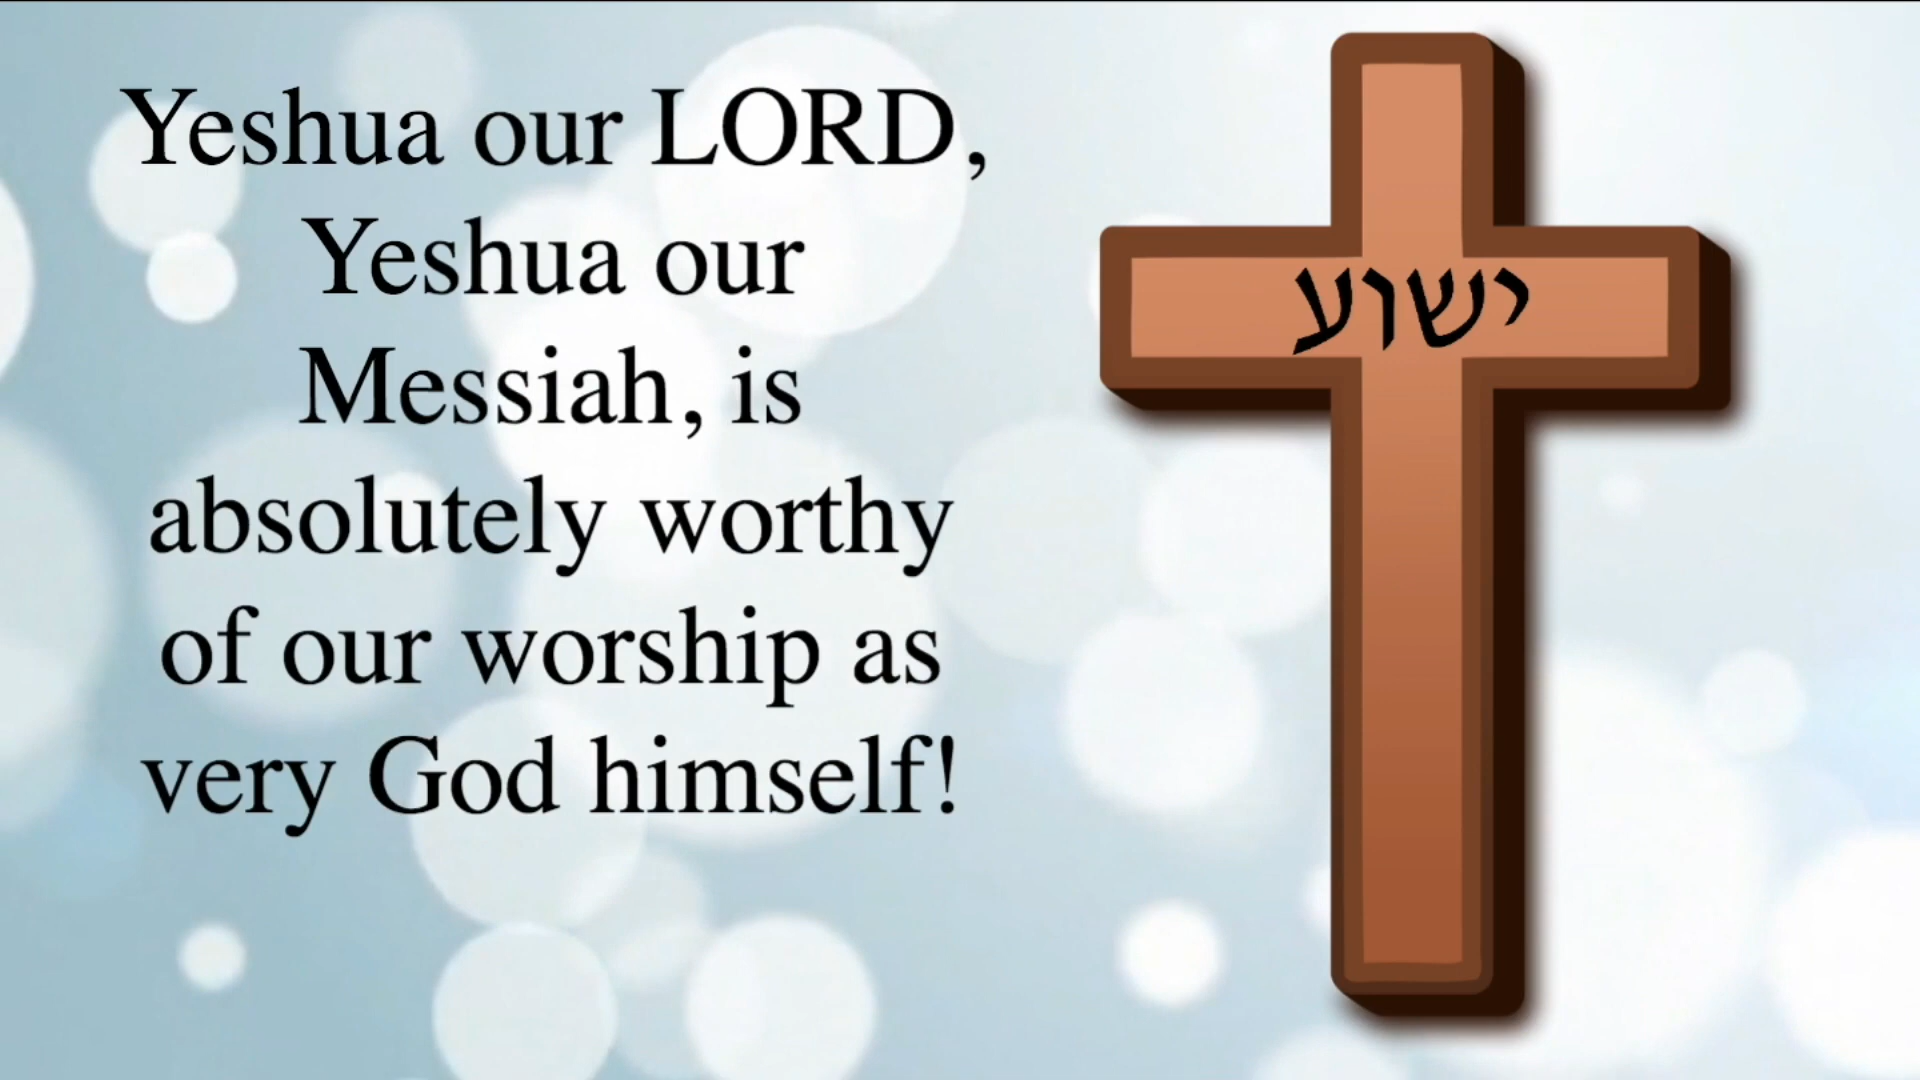 Yeshua our LORD,
Yeshua our
Messiah, is
absolutely worthy
of our worship as
very God himself!
ישוע